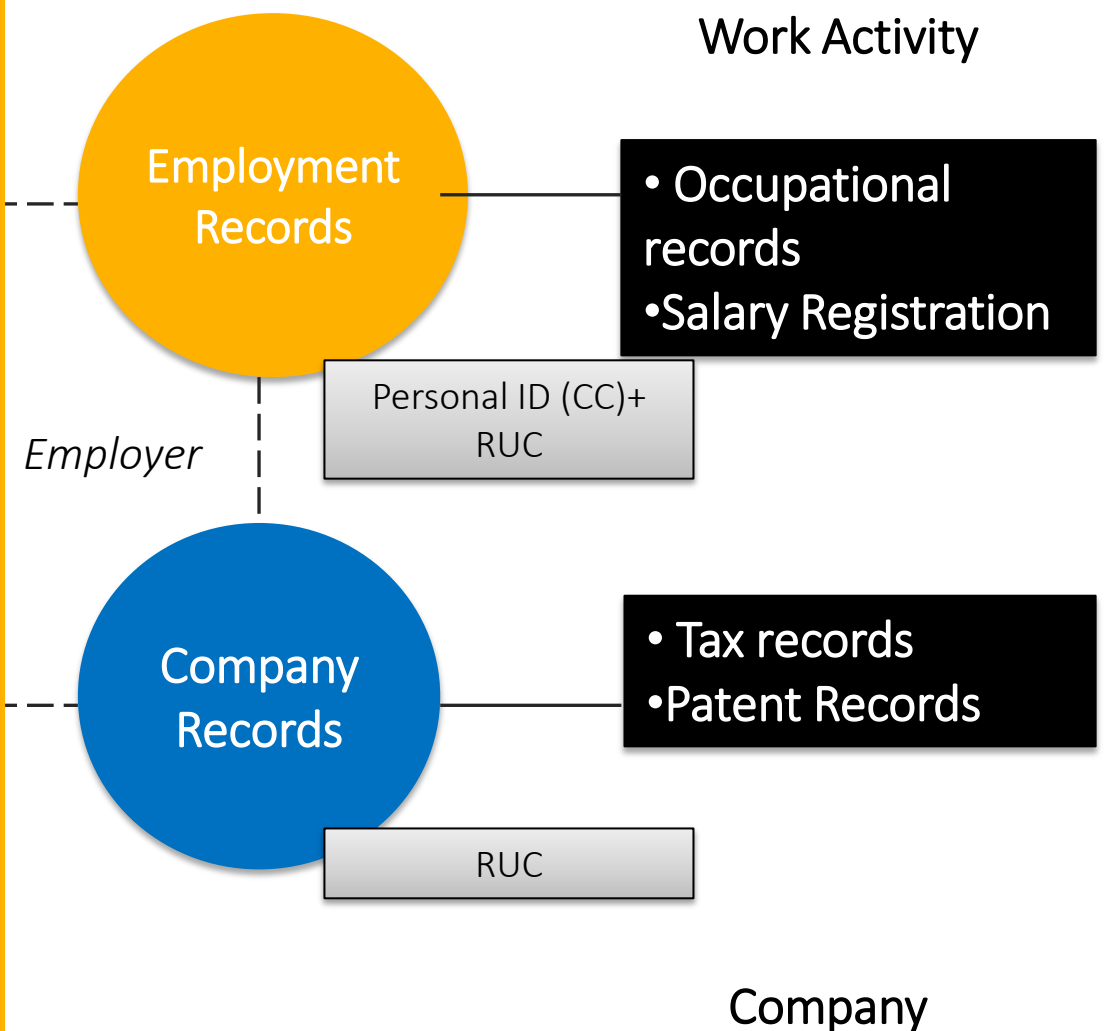 Work Activity
Employment
Records
• Occupational
records
•Salary Registration
Personal ID (CC)+
RUC
Employer
Company
Records
• Tax records
•Patent Records
RUC
Company